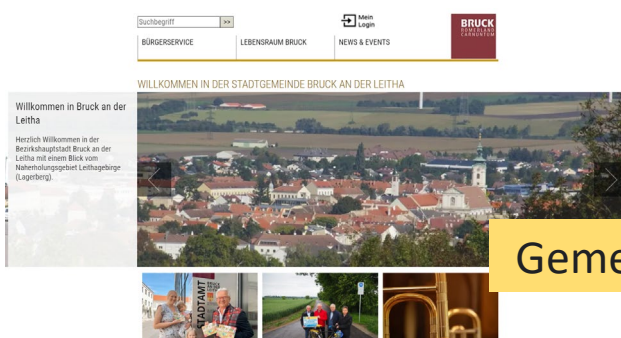 Suchbegriff >>
Mein
Login
BRUCK
RÖMERLAND
CARNUNTUM
BÜRGERSERVICE LEBENSRAUM BRUCK NEWS & EVENTS
WILLKOMMEN IN DER STADTGEMEINDE BRUCK AN DER LEITHA
Willkommen in Bruck an der
Leitha
Herzlich Willkommen in der
Bezirkshauptstadt Bruck an der
Leitha mit einem Blick vom
Naherholungsgebiet Leithagebirge
(Lagerberg).
Geme
STADTAMT